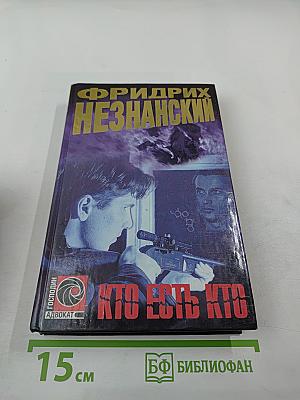 ФРИДРИХ
НЕЗНАНСКИЙ
ГОСПОДИН
АДВОКАТ
КТО ЕСТЬ КТО
15 см
БФ БИБЛИОФАН